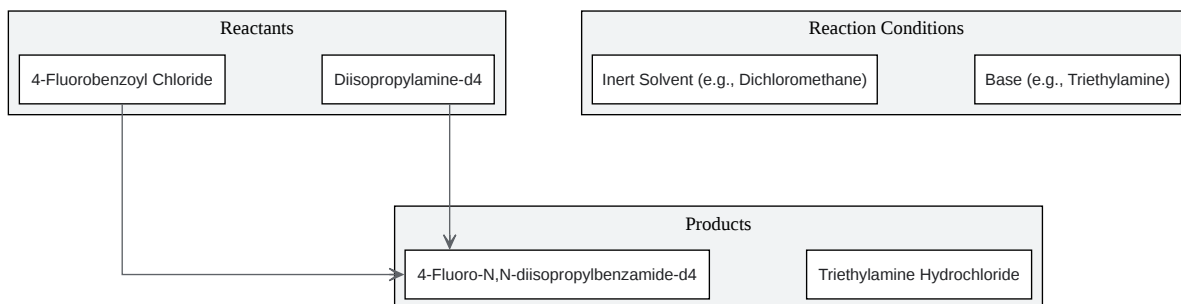 Reactants
Reaction Conditions
4-Fluorobenzoyl Chloride
Diisopropylamine-d4
Inert Solvent (e.g., Dichloromethane)
Base (e.g., Triethylamine)
Products
4-Fluoro-N,N-diisopropylbenzamide-d4
Triethylamine Hydrochloride